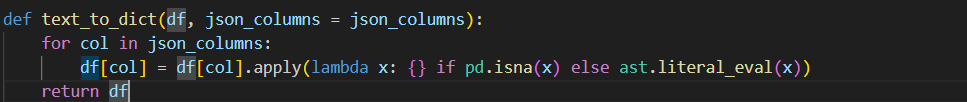 def text_to_dict(df, json_columns = json_columns):
    for col in json_columns:
        df[col] = df[col].apply(lambda x: {} if pd.isna(x) else ast.literal_eval(x))
    return df